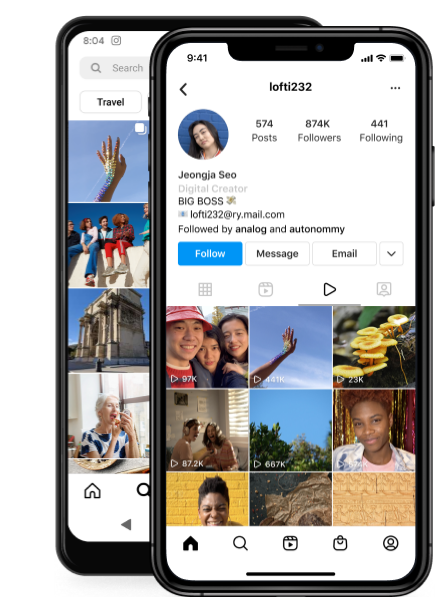 8:04
Search
Travel
9:41
lofti232
574 874K 441
Posts Followers Following
Jeongja Seo
Digital Creator
BIG BOSS
lofti232@ry.mail.com
Followed by analog and autonommy
Follow Message Email
97K 441K 23K
87.2K 667K